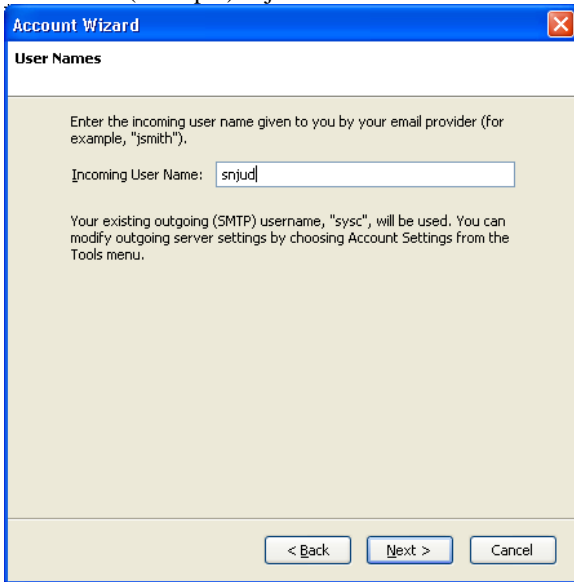 Account Wizard
User Names
Enter the incoming user name given to you by your email provider (for
example, "jsmith").
Incoming User Name: snjud
Your existing outgoing (SMTP) username, "sysc", will be used. You can
modify outgoing server settings by choosing Account Settings from the
Tools menu.
< Back Next > Cancel